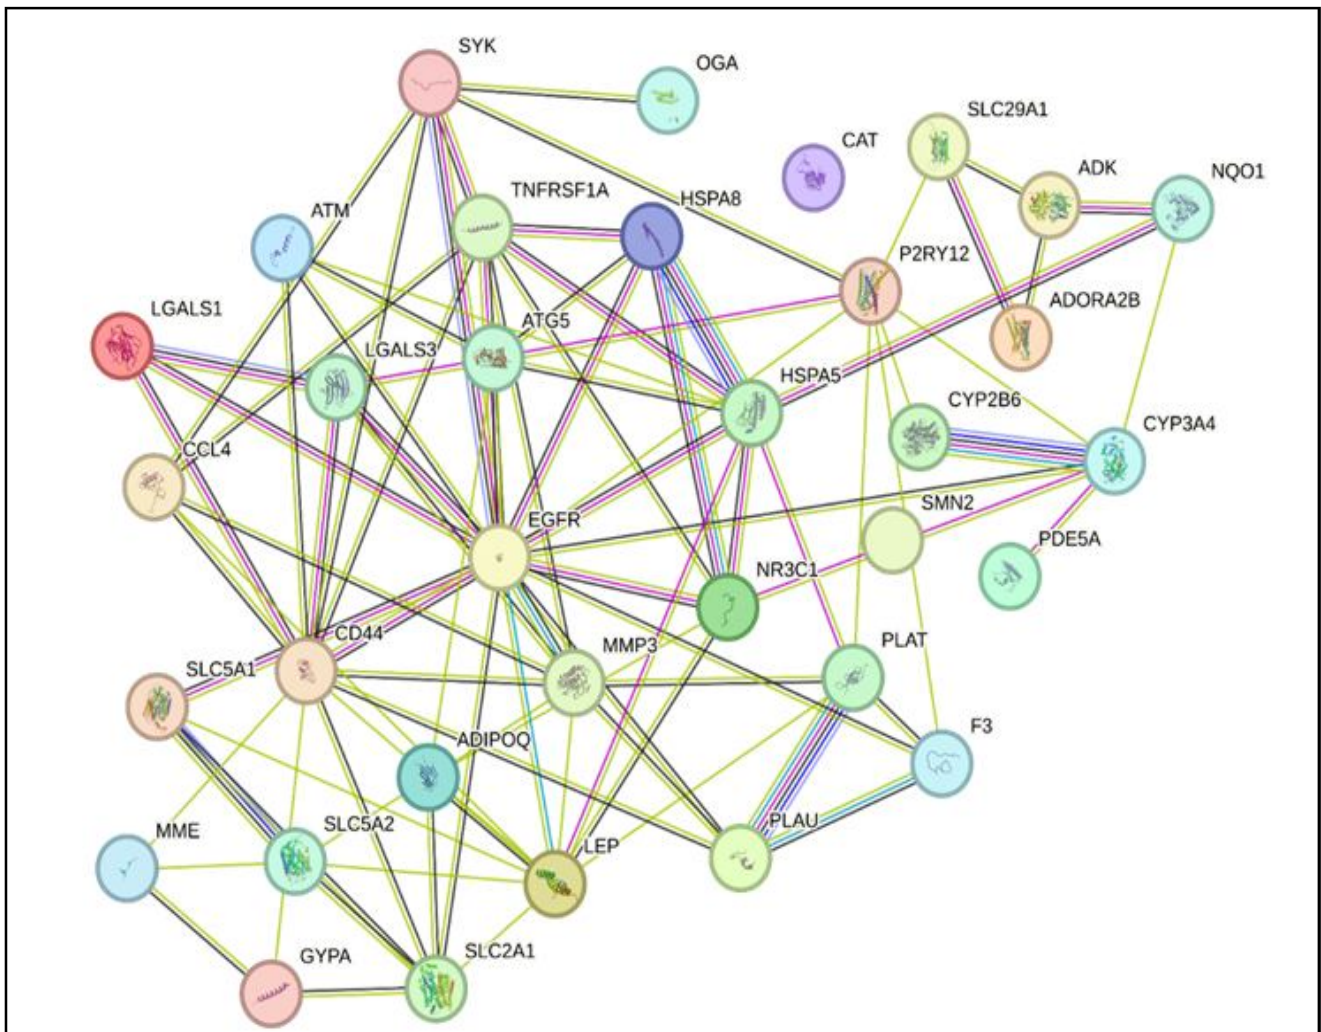 SYK
OGA
SLC29A1
CAT
ADK
NQO1
TNFRSF1A
HSPA8
ATM
P2RY12
ADORA2B
LGALS1
ATG5
LGALS3
HSPA5
CYP2B6
CYP3A4
CCL4
SMN2
EGFR
PDE5A
NR3C1
CD44
MMP3
PLAT
SLC5A1
F3
ADIPOQ
SLC5A2
PLAU
MME
LEP
GYPA
SLC2A1